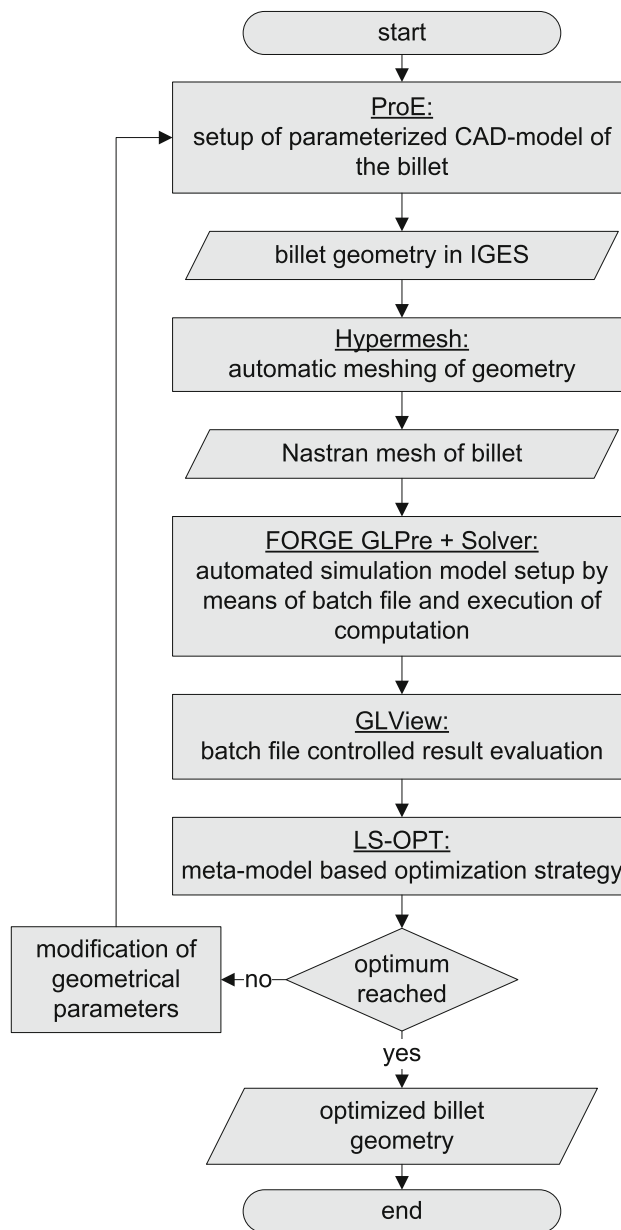 start
ProE:
setup of parameterized CAD-model of
the billet
billet geometry in IGES
Hypermesh:
automatic meshing of geometry
Nastran mesh of billet
FORGE GLPre + Solver:
automated simulation model setup by
means of batch file and execution of
computation
GLView:
batch file controlled result evaluation
LS-OPT:
meta-model based optimization strategy
optimum
reached
no
modification of
geometrical
parameters
yes
optimized billet
geometry
end